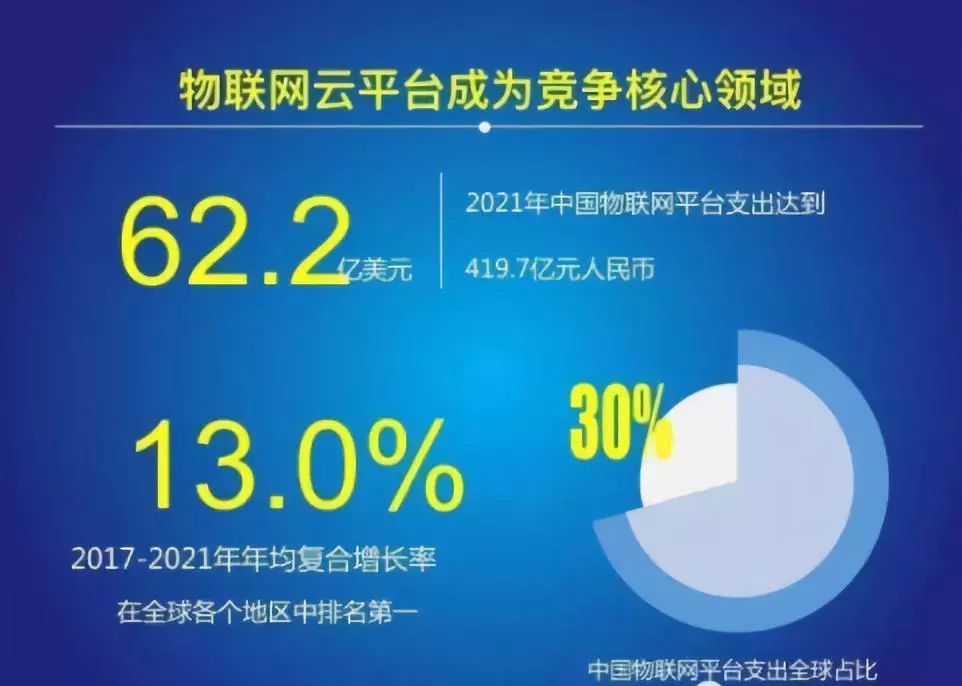 物联网云平台成为竞争核心领域
62.2亿美元
2021年中国物联网平台支出达到
419.7亿元人民币
30%
13.0%
2017-2021年年均复合增长率
在全球各个地区中排名第一
中国物联网平台支出全球占比